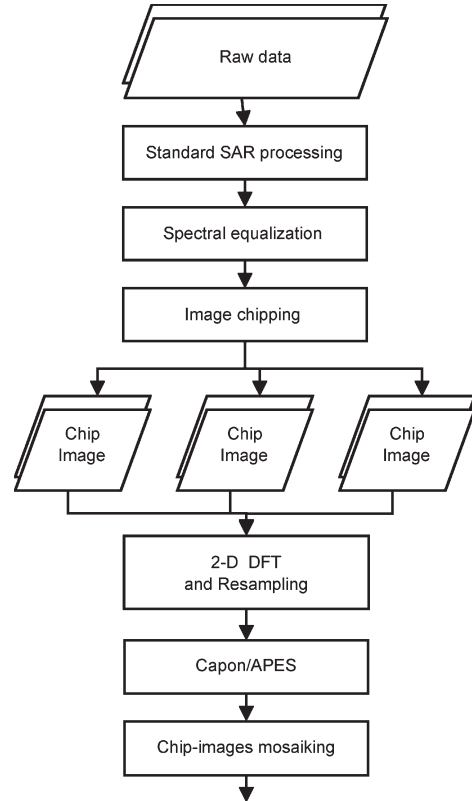 Raw data
Standard SAR processing
Spectral equalization
Image chipping
Chip
Image
Chip
Image
Chip
Image
2-D DFT
and Resampling
Capon/APES
Chip-images mosaiking